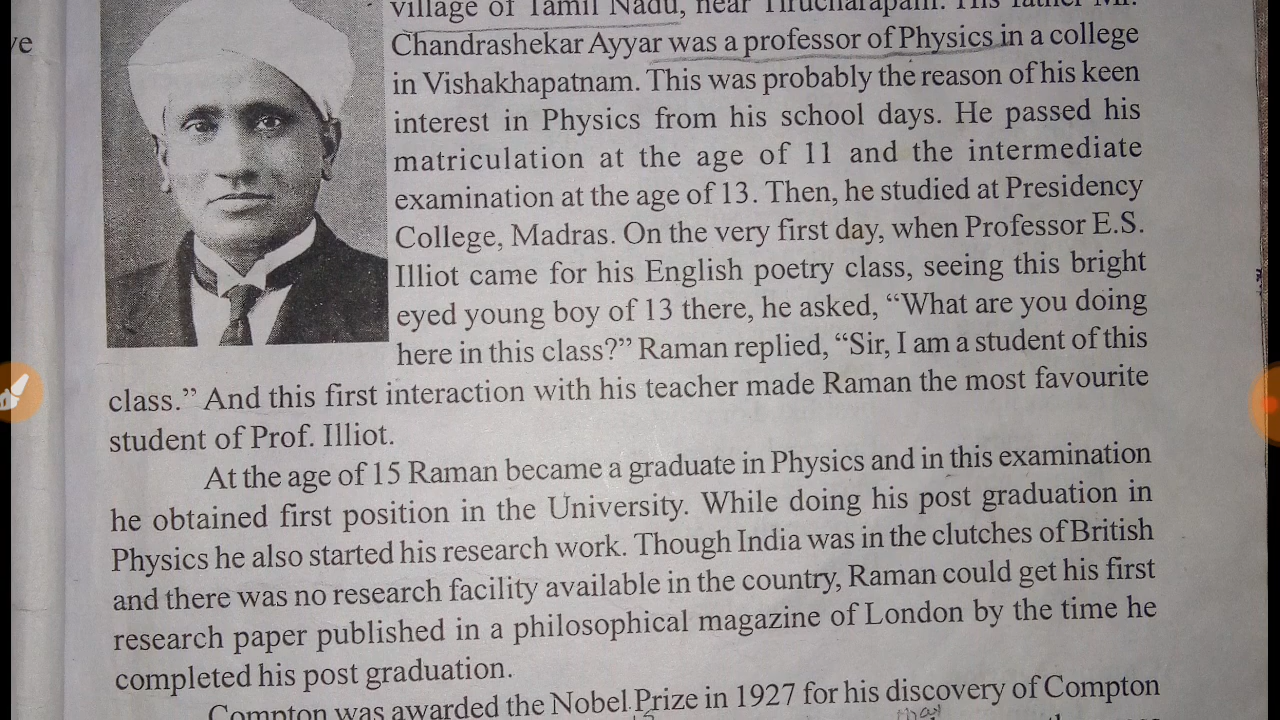 village of Tamil Nadu, near Tirucharapalli. His father Mr.
Chandrashekar Ayyar was a professor of Physics in a college
in Vishakhapatnam. This was probably the reason of his keen
interest in Physics from his school days. He passed his
matriculation at the age of 11 and the intermediate
examination at the age of 13. Then, he studied at Presidency
College, Madras. On the very first day, when Professor E.S.
Illiot came for his English poetry class, seeing this bright
eyed young boy of 13 there, he asked, “What are you doing
here in this class?” Raman replied, “Sir, I am a student of this
class.” And this first interaction with his teacher made Raman the most favourite
student of Prof. Illiot.
At the age of 15 Raman became a graduate in Physics and in this examination
he obtained first position in the University. While doing his post graduation in
Physics he also started his research work. Though India was in the clutches of British
and there was no research facility available in the country, Raman could get his first
research paper published in a philosophical magazine of London by the time he
completed his post graduation.
Compton was awarded the Nobel Prize in 1927 for his discovery of Compton